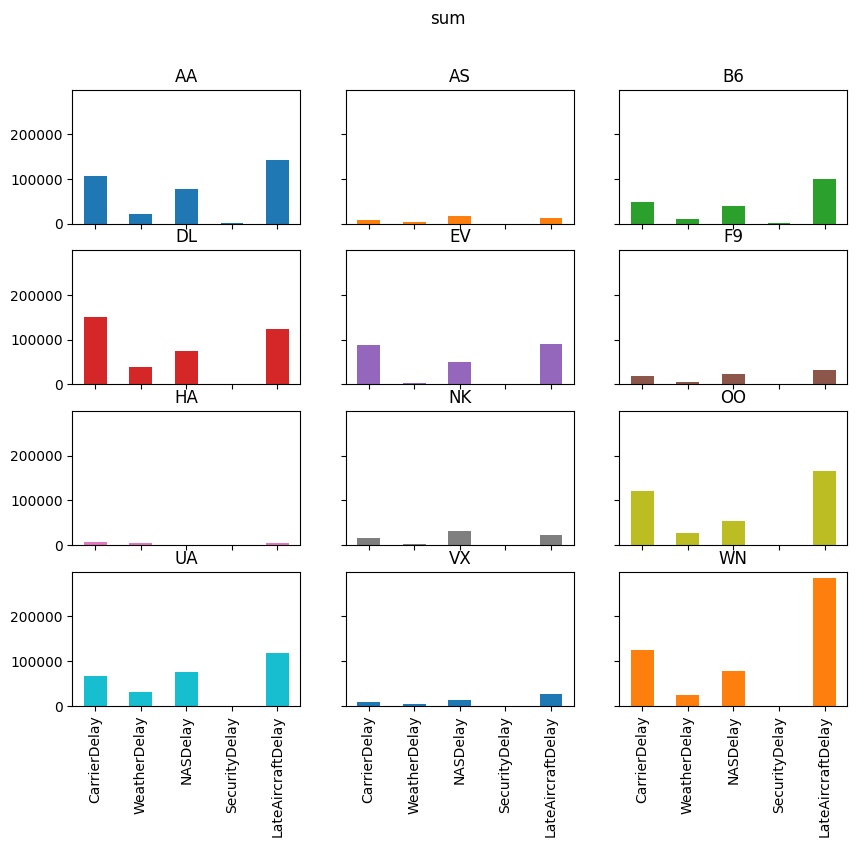 sum
AA
AS
B6
200000
100000
0
DL
EV
F9
200000
100000
0
HA
NK
OO
200000
100000
0
UA
VX
WN
200000
100000
0
CarrierDelay
WeatherDelay
NASDelay
SecurityDelay
LateAircraftDelay
CarrierDelay
WeatherDelay
NASDelay
SecurityDelay
LateAircraftDelay
CarrierDelay
WeatherDelay
NASDelay
SecurityDelay
LateAircraftDelay